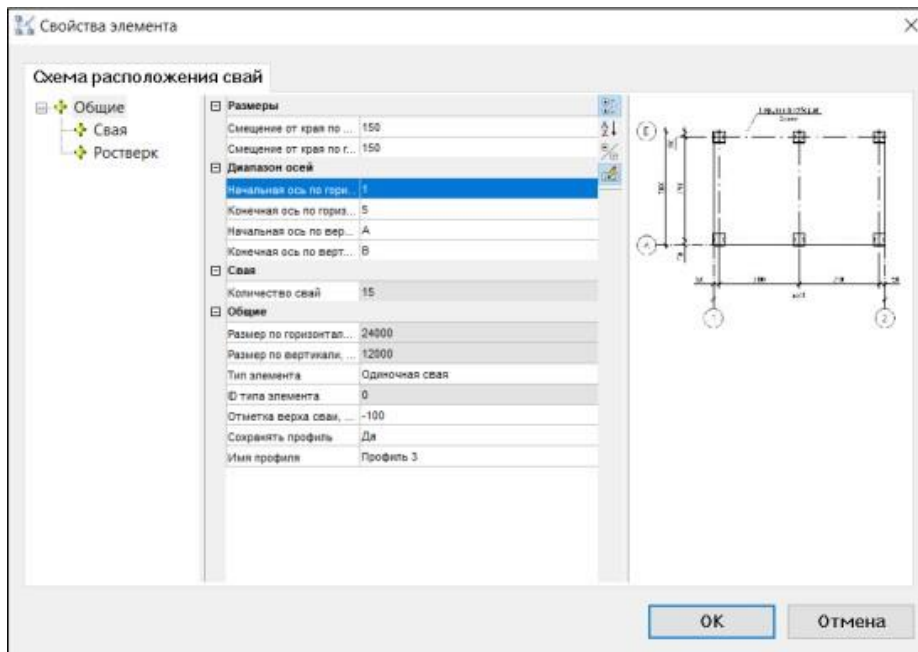 Свойства элемента
Схема расположения свай
Общие
Свая
Ростверк
Размеры
Смещение от края по ... 150
Смещение от края по г... 150
Диапазон осей
Начальная ось по гори... 1
Конечная ось по гориз... 5
Начальная ось по вер... А
Конечная ось по верт... В
Свая
Количество свай 15
Общие
Размер по горизонтал... 24000
Размер по вертикали, ... 12000
Тип элемента Одиночная свая
ID типа элемента 0
Отметка верха сваи, ... -100
Сохранять профиль Да
Имя профиля Профиль 3
Б
А
1
2
OK
Отмена